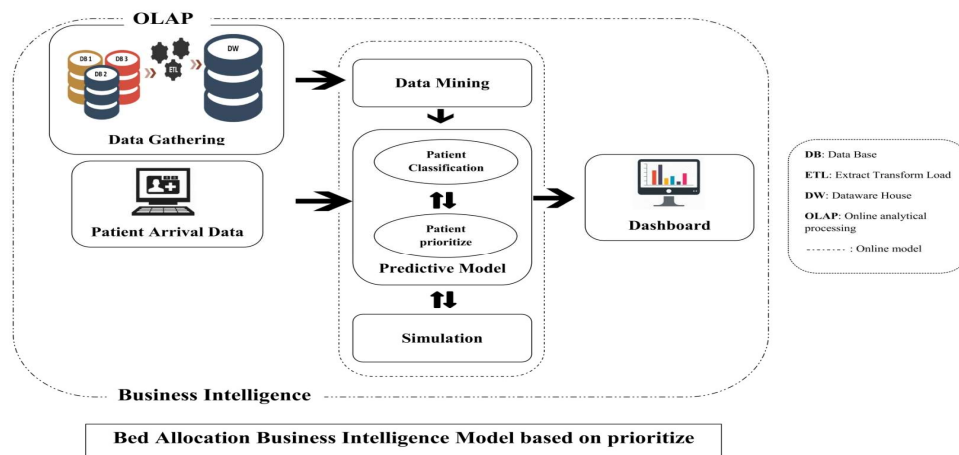 OLAP
DB 1
DB 3
DB 2
ETL
DW
Data Gathering
Patient Arrival Data
Data Mining
Patient
Classification
Patient
prioritize
Predictive Model
Simulation
Dashboard
Business Intelligence
DB: Data Base
ETL: Extract Transform Load
DW: Dataware House
OLAP: Online analytical
processing
: Online model
Bed Allocation Business Intelligence Model based on prioritize